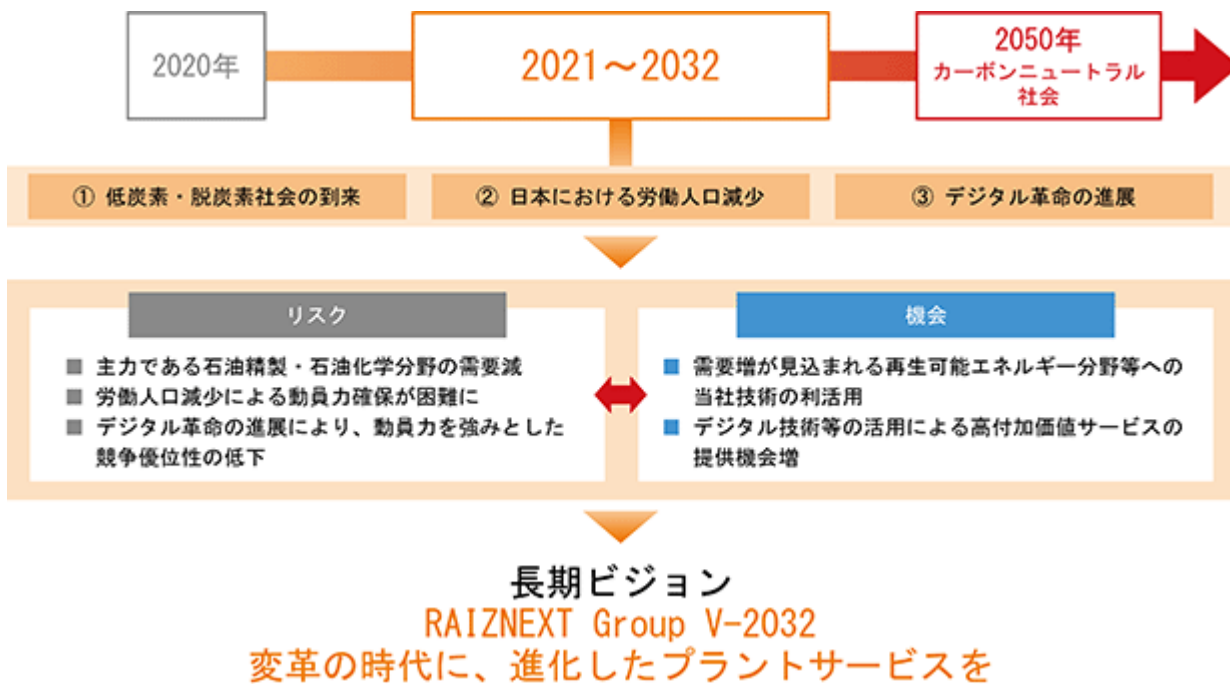 2020年
2021～2032
2050年
カーボンニュートラル
社会
① 低炭素・脱炭素社会の到来
② 日本における労働人口減少
③ デジタル革命の進展
リスク
■ 主力である石油精製・石油化学分野の需要減
■ 労働人口減少による動員力確保が困難に
■ デジタル革命の進展により、動員力を強みとした
競争優位性の低下
機会
■ 需要増が見込まれる再生可能エネルギー分野等への
当社技術の利活用
■ デジタル技術等の活用による高付加価値サービスの
提供機会増
長期ビジョン
RAIZNEXT Group V-2032
変革の時代に、進化したプラントサービスを